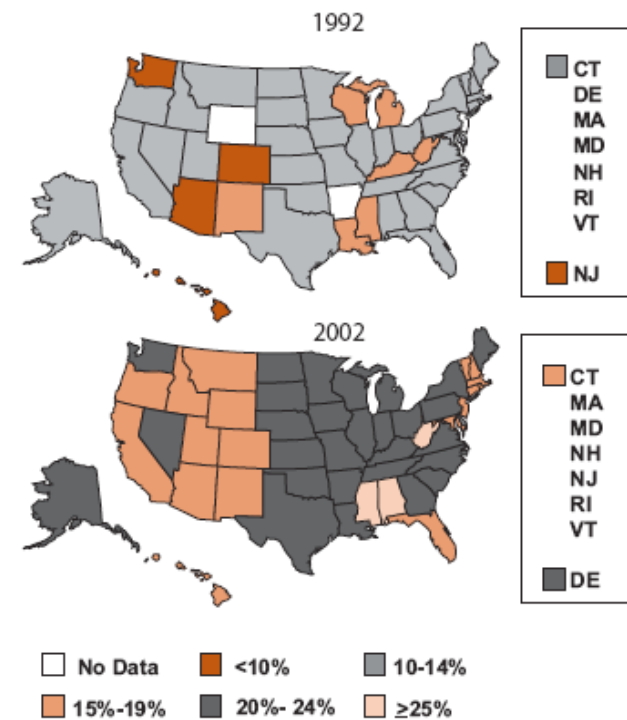 1992
CT
DE
MA
MD
NH
RI
VT
NJ
2002
CT
MA
MD
NH
NJ
RI
VT
DE
No Data <10% 10-14%
15%-19% 20%- 24% ≥25%